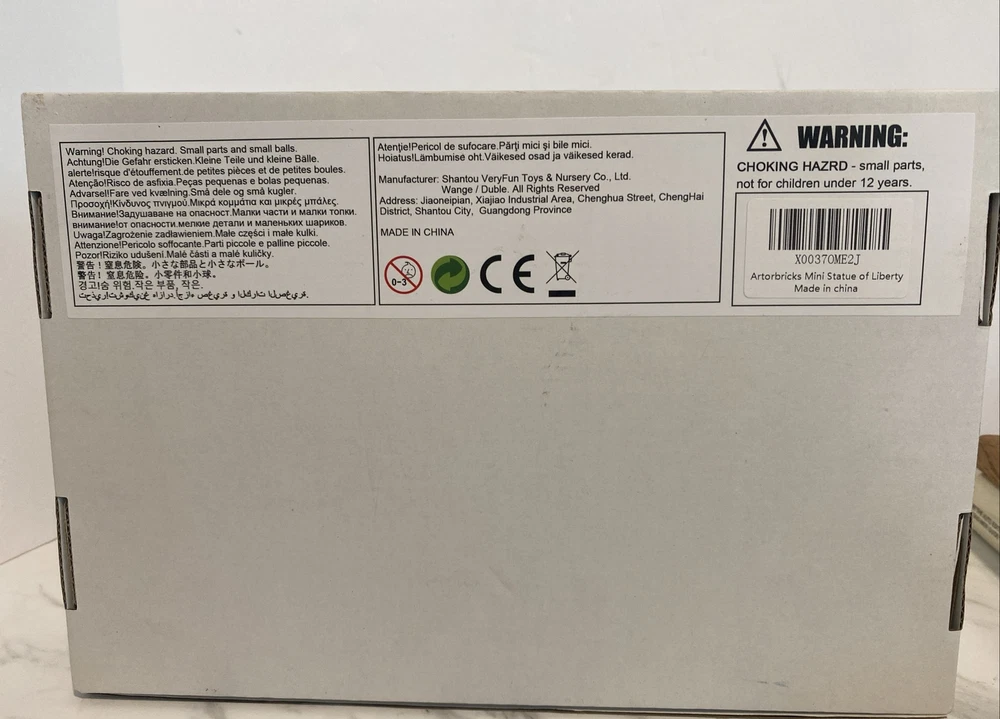 Warning! Choking hazard. Small parts and small balls.
Achtung!Die Gefahr ersticken.Kleine Teile und kleine Bälle.
alerte!risque d'étouffement.de petites pièces et de petites boules.
Atenção!Risco de asfixia.Peças pequenas e bolas pequenas.
Advarsel!Fare ved kvælning.Små dele og små kugler.
Προσοχή!Κίνδυνος πνιγμού.Μικρά κομμάτια και μικρές μπάλες.
Внимание!Задушаване на опасност.Малки части и малки топки.
внимание!от опасности.мелкие детали и маленьких шариков.
Uwaga!Zagrożenie zadławieniem.Małe części i małe kulki.
Attenzione!Pericolo soffocante.Parti piccole e palline piccole.
Pozor!Riziko udušení.Malé části a malé kuličky.
警告！窒息危険。小さな部品と小さなボール。
警告！窒息危险。小零件和小球。
경고!숨 위험.작은 부품,작은.
Atenţie!Pericol de sufocare.Părţi mici şi bile mici.
Hoiatus!Lämbumise oht.Väikesed osad ja väikesed kerad.
Manufacturer: Shantou VeryFun Toys & Nursery Co., Ltd.
Wange / Duble. All Rights Reserved
Address: Jiaoneipian, Xiajiao Industrial Area, Chenghua Street, ChengHai
District, Shantou City, Guangdong Province
MADE IN CHINA
0-3
CE
WARNING:
CHOKING HAZRD - small parts,
not for children under 12 years.
X00370ME2J
Artorbricks Mini Statue of Liberty
Made in china